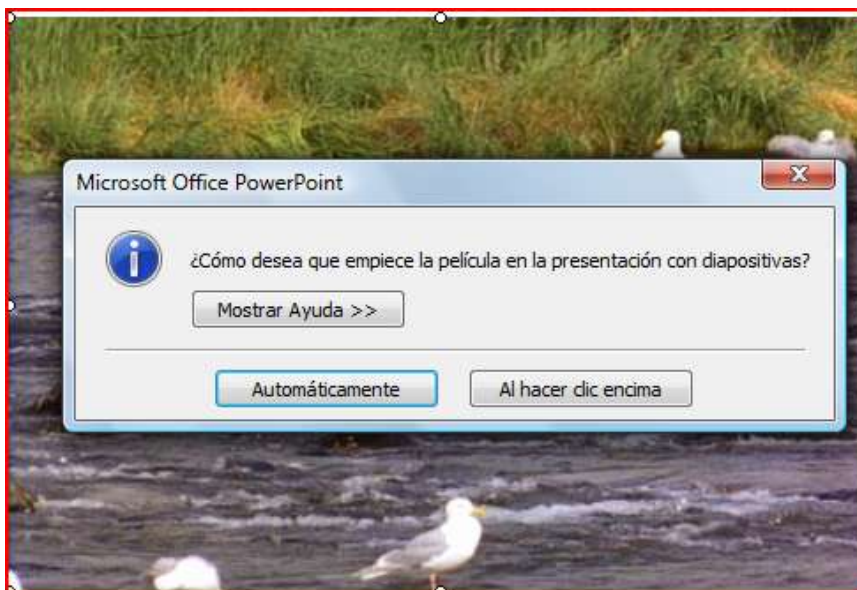 Microsoft Office PowerPoint
¿Cómo desea que empiece la película en la presentación con diapositivas?
Mostrar Ayuda >>
Automáticamente
Al hacer clic encima